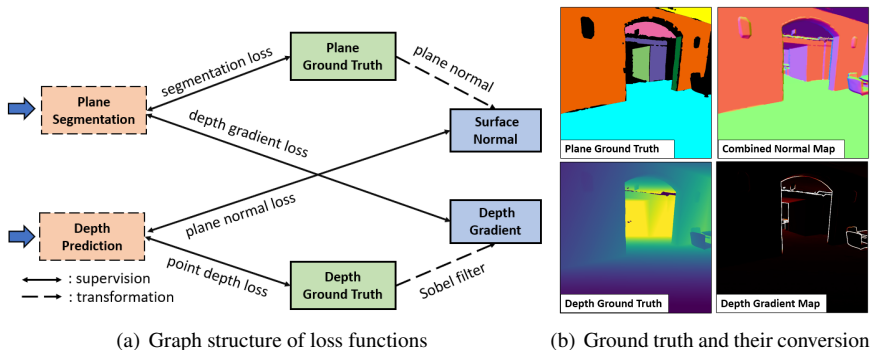 Plane
Ground Truth
segmentation loss
plane normal
Plane
Segmentation
depth gradient loss
Surface
Normal
plane normal loss
Depth
Prediction
Depth
Gradient
point depth loss
Depth
Ground Truth
Sobel filter
: supervision
: transformation
(a) Graph structure of loss functions
Plane Ground Truth
Combined Normal Map
Depth Ground Truth
Depth Gradient Map
(b) Ground truth and their conversion